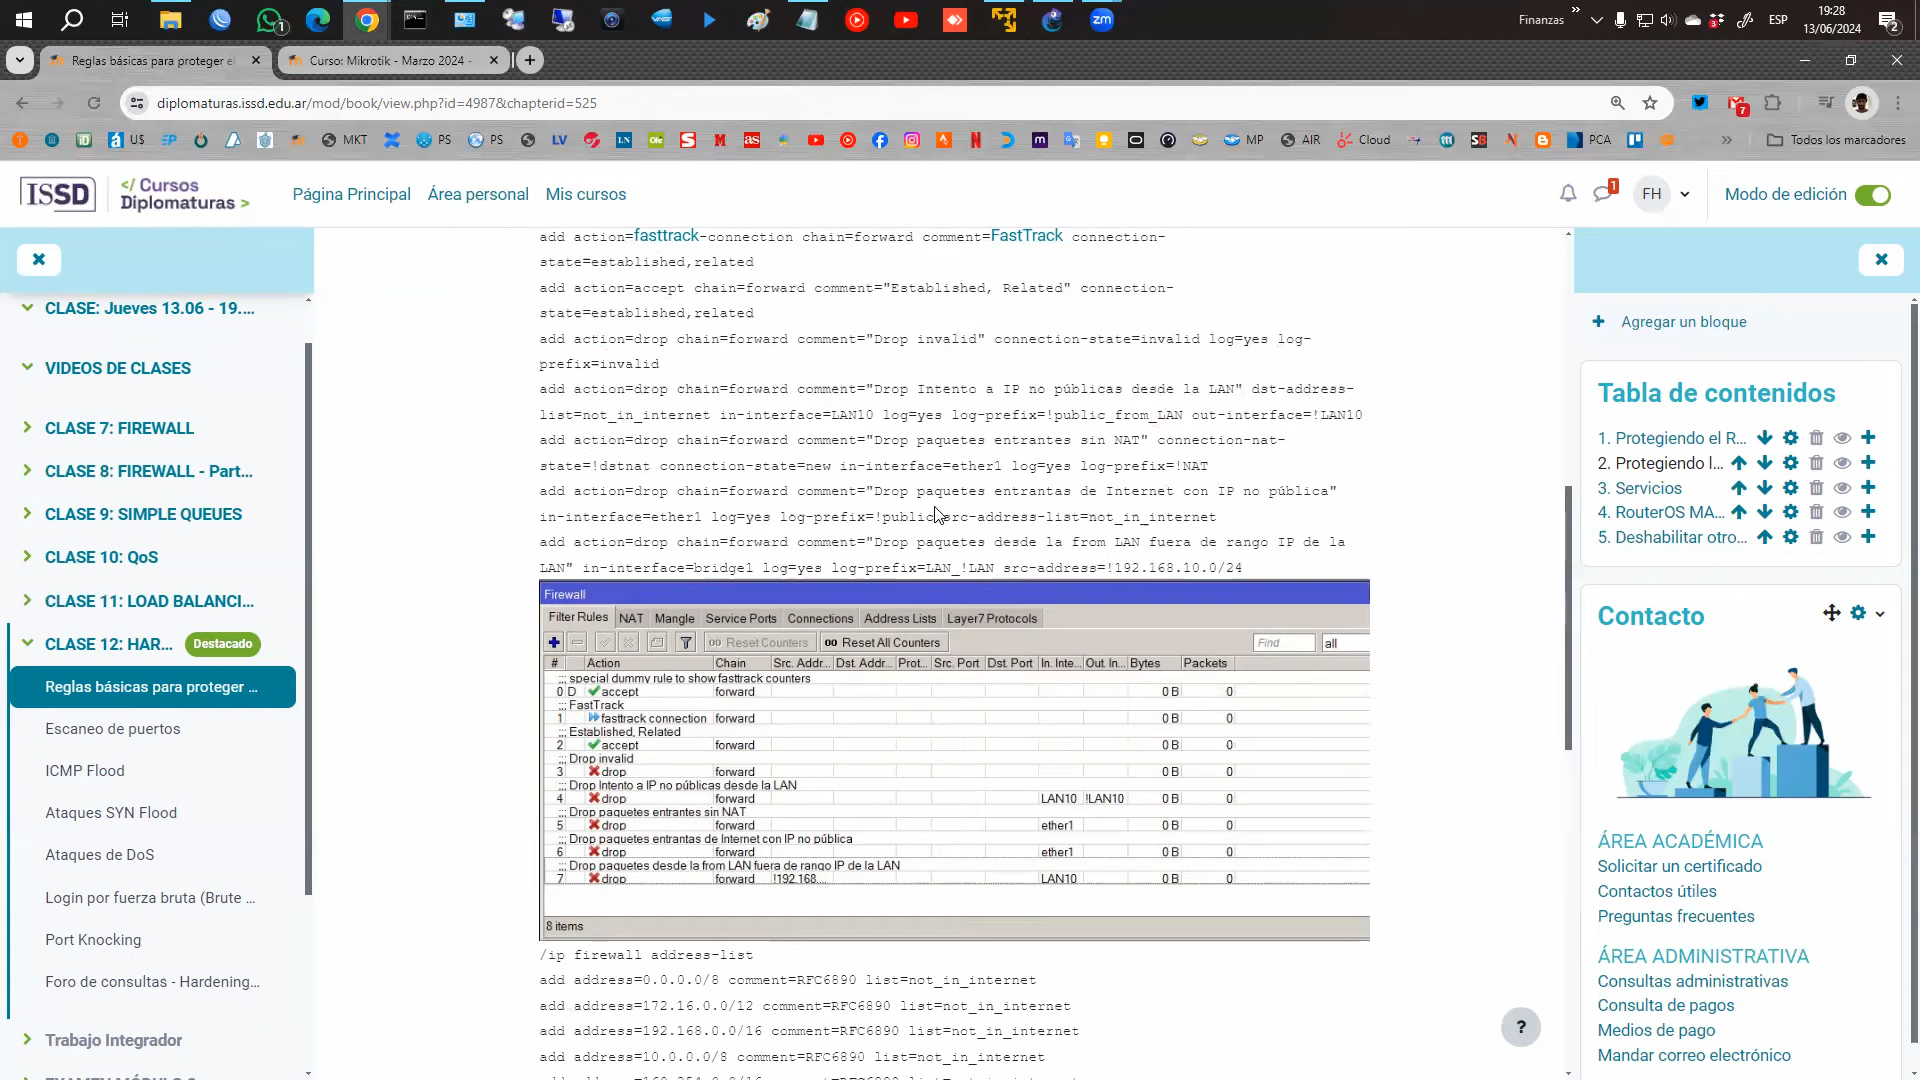 Finanzas
ESP
19:28
13/06/2024
Reglas básicas para proteger el
Curso: Mikrotik - Marzo 2024 -
diplomaturas.issd.edu.ar/mod/book/view.php?id=4987&chapterid=525
U$
MKT
PS
PS
LV
MP
AIR
Cloud
PCA
Todos los marcadores
ISSD
</ Cursos
Diplomaturas >
Página Principal
Área personal
Mis cursos
1
FH
Modo de edición
CLASE: Jueves 13.06 - 19....
VIDEOS DE CLASES
CLASE 7: FIREWALL
CLASE 8: FIREWALL - Part...
CLASE 9: SIMPLE QUEUES
CLASE 10: QoS
CLASE 11: LOAD BALANCI...
CLASE 12: HAR...
Destacado
Reglas básicas para proteger ...
Escaneo de puertos
ICMP Flood
Ataques SYN Flood
Ataques de DoS
Login por fuerza bruta (Brute ...
Port Knocking
Foro de consultas - Hardening...
Trabajo Integrador
add action=fasttrack-connection chain=forward comment=FastTrack connection-
state=established,related
add action=accept chain=forward comment="Established, Related" connection-
state=established,related
add action=drop chain=forward comment="Drop invalid" connection-state=invalid log=yes log-
prefix=invalid
add action=drop chain=forward comment="Drop Intento a IP no públicas desde la LAN" dst-address-
list=not_in_internet in-interface=LAN10 log=yes log-prefix=!public_from_LAN out-interface=!LAN10
add action=drop chain=forward comment="Drop paquetes entrantes sin NAT" connection-nat-
state=!dstnat connection-state=new in-interface=ether1 log=yes log-prefix=!NAT
add action=drop chain=forward comment="Drop paquetes entrantas de Internet con IP no pública"
in-interface=ether1 log=yes log-prefix=!public src-address-list=not_in_internet
add action=drop chain=forward comment="Drop paquetes desde la from LAN fuera de rango IP de la
LAN" in-interface=bridge1 log=yes log-prefix=LAN_!LAN src-address=!192.168.10.0/24
Firewall
Filter Rules NAT Mangle Service Ports Connections Address Lists Layer7 Protocols
00 Reset Counters 00 Reset All Counters Find all
# Action Chain Src. Addr... Dst. Addr... Prot... Src. Port Dst. Port In. Inte... Out. In... Bytes Packets
;;; special dummy rule to show fasttrack counters
0 D accept forward 0 B 0
;;; FastTrack
1 fasttrack connection forward 0 B 0
;;; Established, Related
2 accept forward 0 B 0
;;; Drop invalid
3 drop forward 0 B 0
;;; Drop Intento a IP no públicas desde la LAN
4 drop forward LAN10 !LAN10 0 B 0
;;; Drop paquetes entrantes sin NAT
5 drop forward ether1 0 B 0
;;; Drop paquetes entrantas de Internet con IP no pública
6 drop forward ether1 0 B 0
;;; Drop paquetes desde la from LAN fuera de rango IP de la LAN
7 drop forward !192.168.... LAN10 0 B 0
8 items
/ip firewall address-list
add address=0.0.0.0/8 comment=RFC6890 list=not_in_internet
add address=172.16.0.0/12 comment=RFC6890 list=not_in_internet
add address=192.168.0.0/16 comment=RFC6890 list=not_in_internet
add address=10.0.0.0/8 comment=RFC6890 list=not_in_internet
Agregar un bloque
Tabla de contenidos
1. Protegiendo el R...
2. Protegiendo l...
3. Servicios
4. RouterOS MA...
5. Deshabilitar otro...
Contacto
ÁREA ACADÉMICA
Solicitar un certificado
Contactos útiles
Preguntas frecuentes
ÁREA ADMINISTRATIVA
Consultas administrativas
Consulta de pagos
Medios de pago
Mandar correo electrónico
?